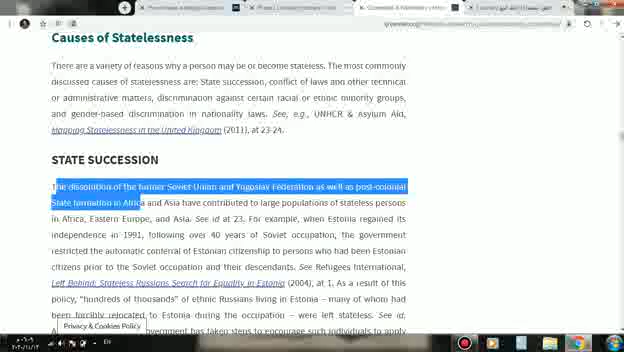 Causes of Statelessness
There are a variety of reasons why a person may be or become stateless. The most commonly
discussed causes of statelessness are: State succession, conflict of laws and other technical
or administrative matters, discrimination against certain racial or ethnic minority groups,
and gender-based discrimination in nationality laws. See, e.g., UNHCR & Asylum Aid,
Mapping Statelessness in the United Kingdom (2011), at 23-24.
STATE SUCCESSION
The dissolution of the former Soviet Union and Yugoslav Federation as well as post-colonial
State formation in Africa and Asia have contributed to large populations of stateless persons
in Africa, Eastern Europe, and Asia. See id at 23. For example, when Estonia regained its
independence in 1991, following over 40 years of Soviet occupation, the government
restricted the automatic conferral of Estonian citizenship to persons who had been Estonian
citizens prior to the Soviet occupation and their descendants. See Refugees International,
Left Behind: Stateless Russians Search for Equality in Estonia (2004), at 1. As a result of this
policy, “hundreds of thousands” of ethnic Russians living in Estonia – many of whom had
been forcibly relocated to Estonia during the occupation – were left stateless. See id.
Privacy & Cookies Policy
government has taken steps to encourage such individuals to apply
EN